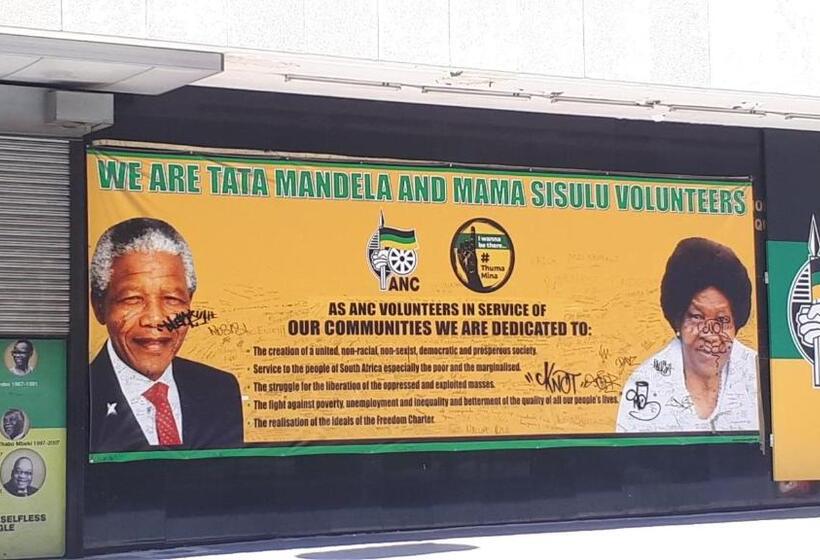 WE ARE TATA MANDELA AND MAMA SISULU VOLUNTEERS
ANC
I wanna
be there...
#
Thuma
Mina
AS ANC VOLUNTEERS IN SERVICE OF
OUR COMMUNITIES WE ARE DEDICATED TO:
- The creation of a united, non-racial, non-sexist, democratic and prosperous society.
Service to the people of South Africa especially the poor and the marginalised.
- The struggle for the liberation of the oppressed and exploited masses.
- The fight against poverty, unemployment and inequality and betterment of the quality of all our people's lives.
- The realisation of the ideals of the Freedom Charter.
"CKNOT"
1967-1991
Thabo Mbeki 1997-2007
SELFLESS